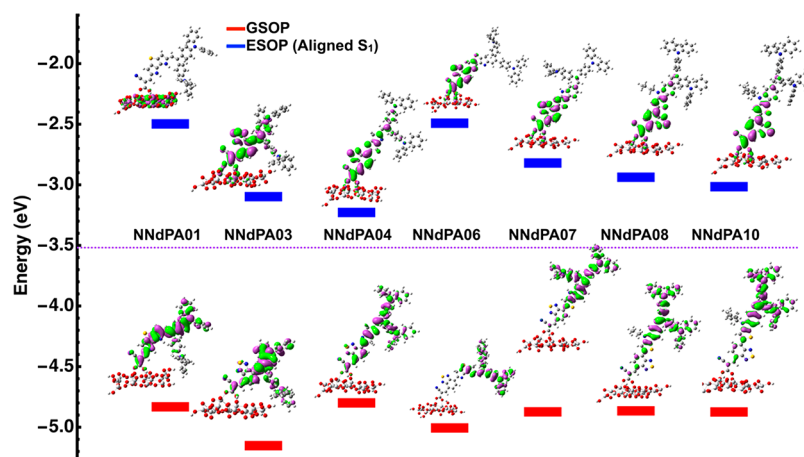 GSOP
ESOP (Aligned S₁)
Energy (eV)
−2.0
−2.5
−3.0
−3.5
−4.0
−4.5
−5.0
NNdPA01 NNdPA03 NNdPA04 NNdPA06 NNdPA07 NNdPA08 NNdPA10